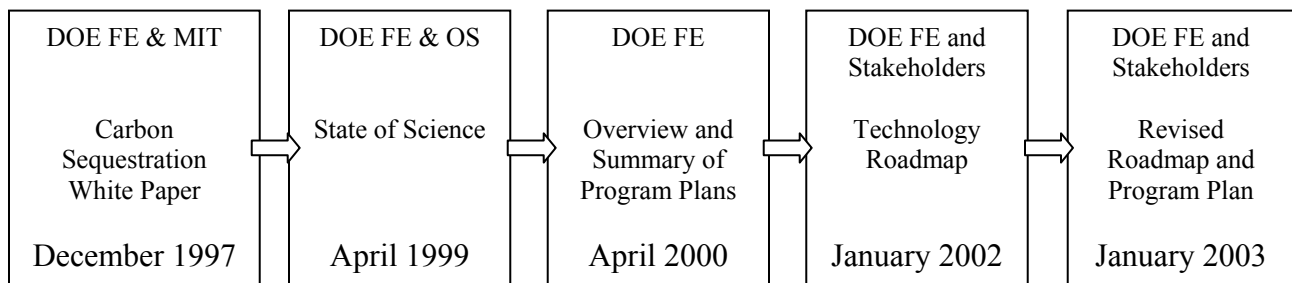 DOE FE & MIT
Carbon
Sequestration
White Paper
December 1997
DOE FE & OS
State of Science
April 1999
DOE FE
Overview and
Summary of
Program Plans
April 2000
DOE FE and
Stakeholders
Technology
Roadmap
January 2002
DOE FE and
Stakeholders
Revised
Roadmap and
Program Plan
January 2003